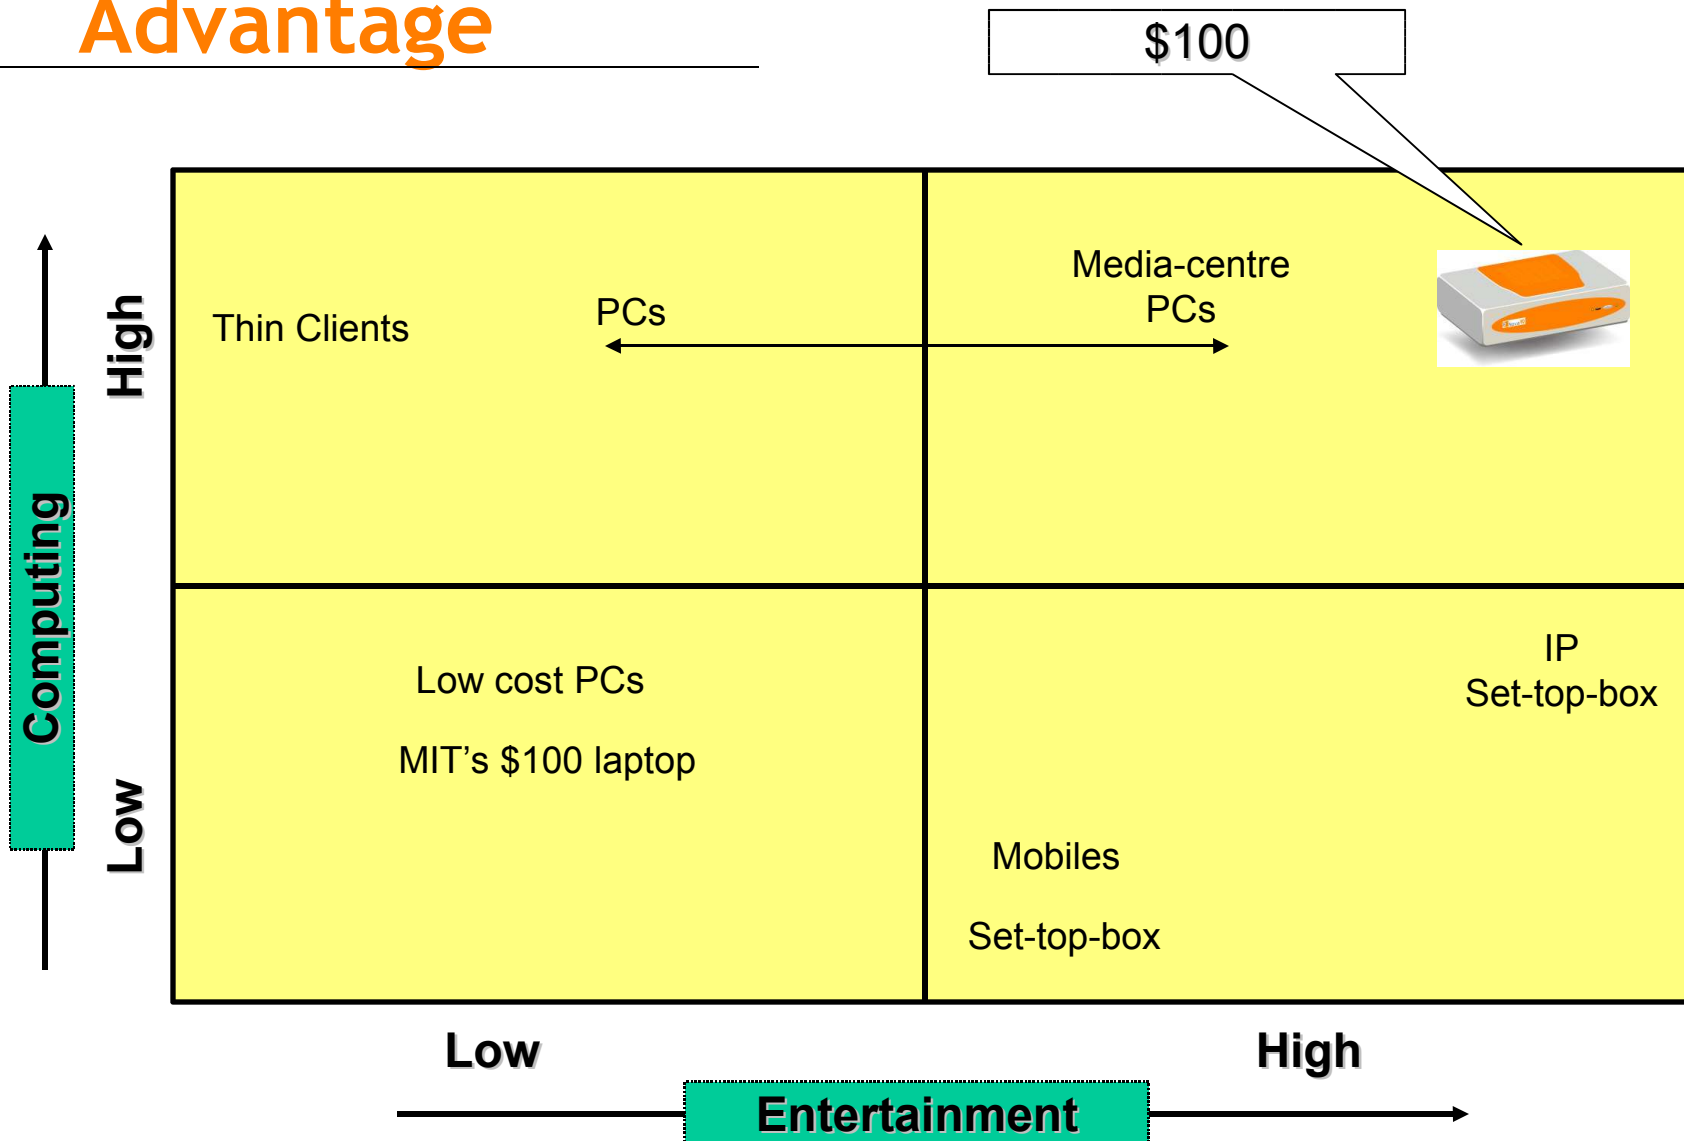 Advantage
$100
High
Thin Clients
PCs
Media-centre
PCs
Computing
Low cost PCs
MIT’s $100 laptop
IP
Set-top-box
Low
Mobiles
Set-top-box
Low
High
Entertainment